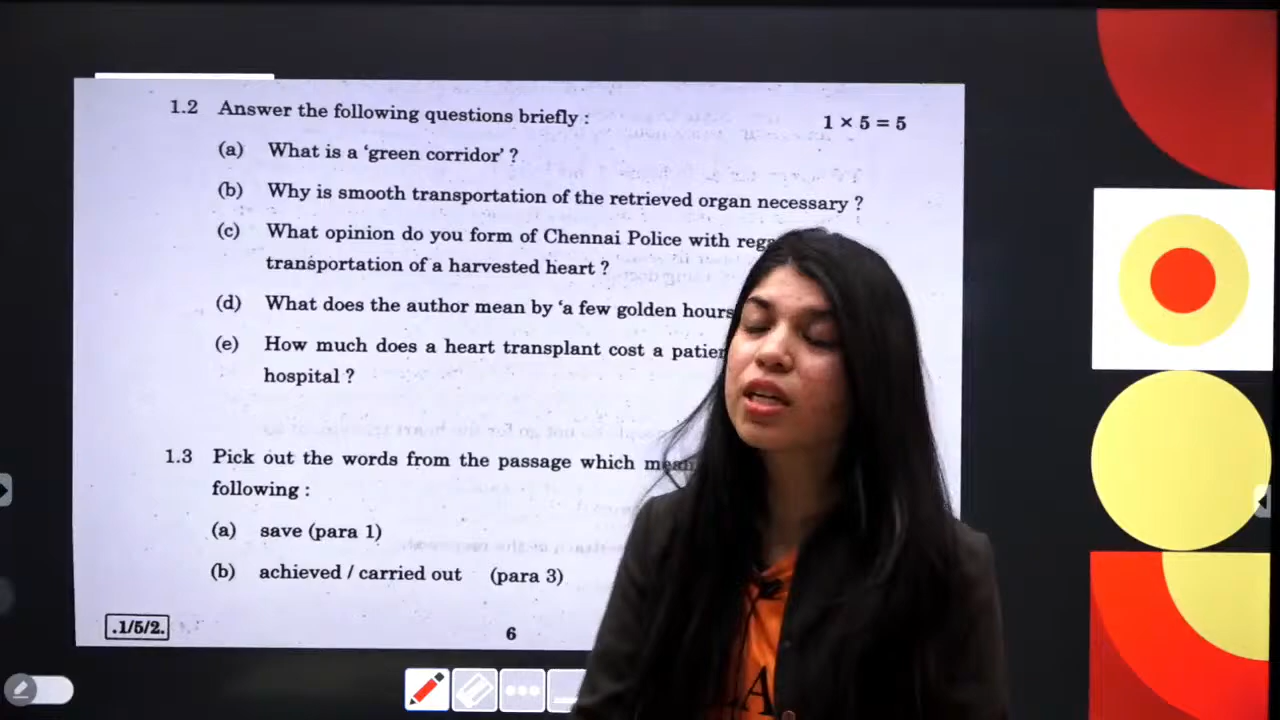 1.2 Answer the following questions briefly : 1 × 5 = 5
(a) What is a ‘green corridor’ ?
(b) Why is smooth transportation of the retrieved organ necessary ?
(c) What opinion do you form of Chennai Police with
transportation of a harvested heart ?
(d) What does the author mean by ‘a few golden hours
(e) How much does a heart transplant cost a
hospital ?
1.3 Pick out the words from the passage which
following :
(a) save (para 1)
(b) achieved / carried out (para 3)
.1/5/2. 6